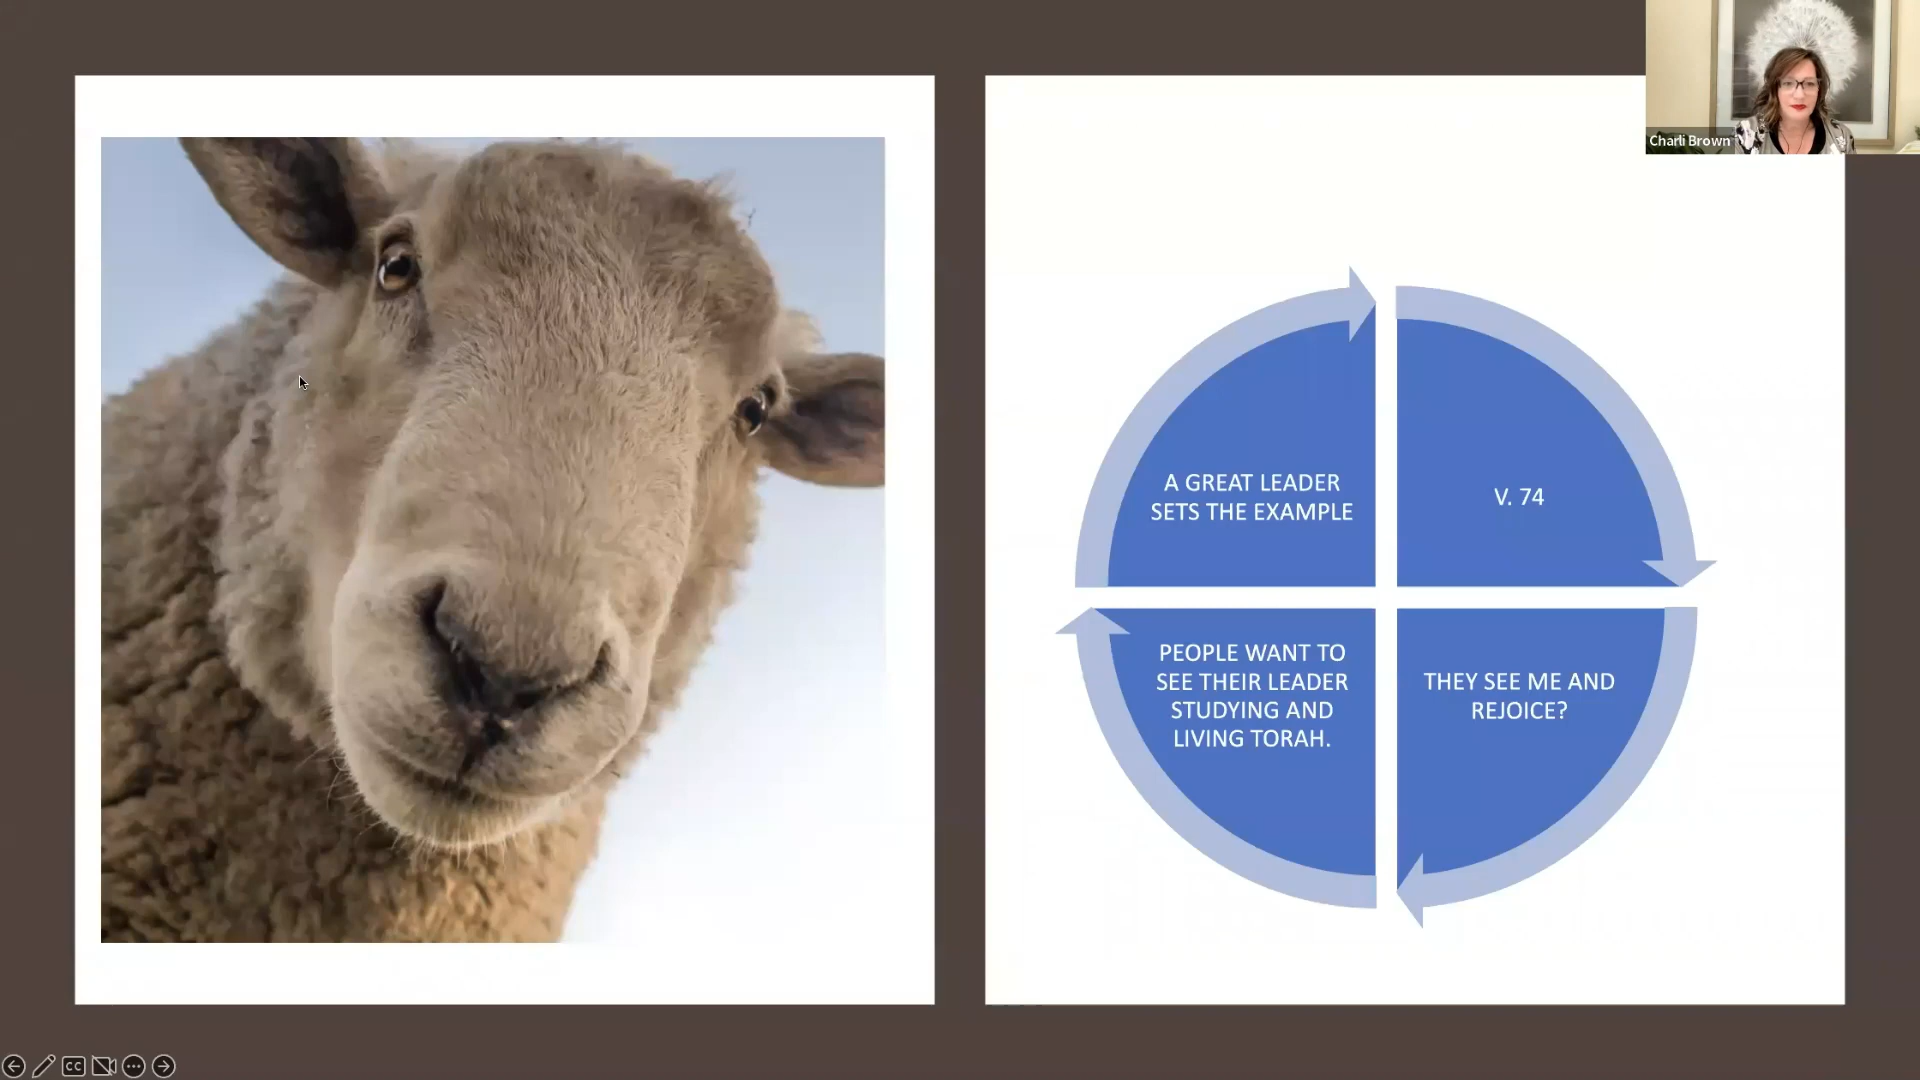 Charli Brown
A GREAT LEADER
SETS THE EXAMPLE
V. 74
THEY SEE ME AND
REJOICE?
PEOPLE WANT TO
SEE THEIR LEADER
STUDYING AND
LIVING TORAH.
CC